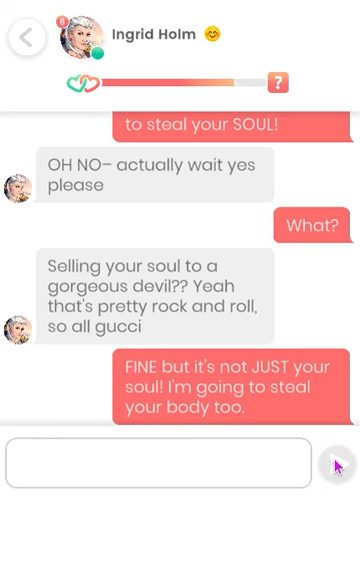 6
Ingrid Holm
?
to steal your SOUL!
OH NO– actually wait yes
please
What?
Selling your soul to a
gorgeous devil?? Yeah
that's pretty rock and roll,
so all gucci
FINE but it's not JUST your
soul! I'm going to steal
your body too.